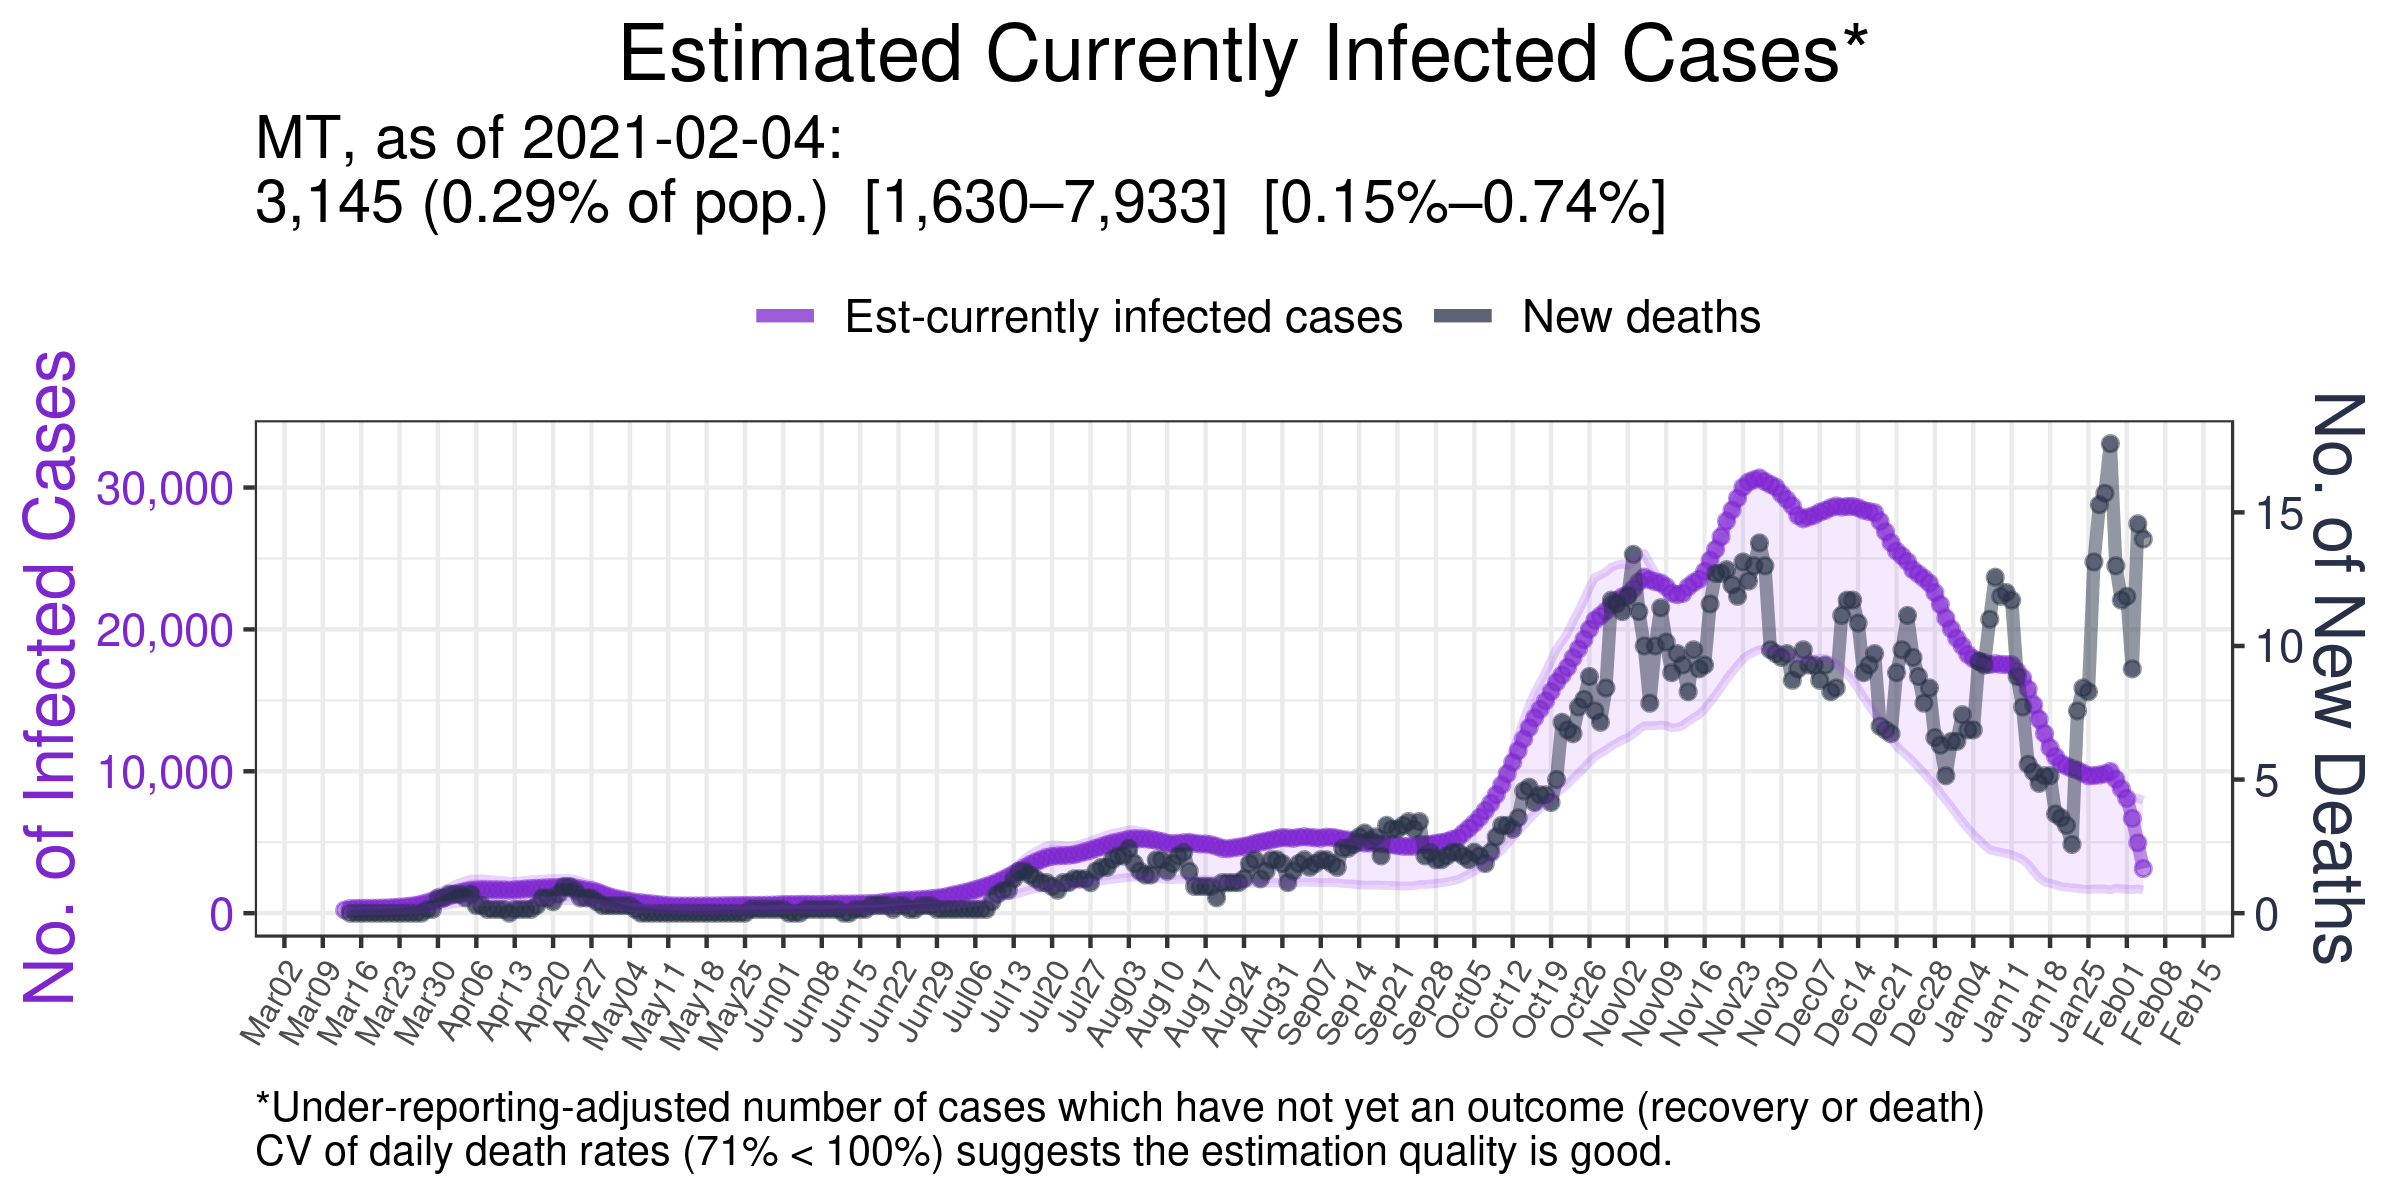 Estimated Currently Infected Cases*
MT, as of 2021-02-04:
3,145 (0.29% of pop.)  [1,630–7,933]  [0.15%–0.74%]
Est-currently infected cases
New deaths
No. of Infected Cases
30,000
20,000
10,000
0
15
10
5
0
No. of New Deaths
Mar02
Mar09
Mar16
Mar23
Mar30
Apr06
Apr13
Apr20
Apr27
May04
May11
May18
May25
Jun01
Jun08
Jun15
Jun22
Jun29
Jul06
Jul13
Jul20
Jul27
Aug03
Aug10
Aug17
Aug24
Aug31
Sep07
Sep14
Sep21
Sep28
Oct05
Oct12
Oct19
Oct26
Nov02
Nov09
Nov16
Nov23
Nov30
Dec07
Dec14
Dec21
Dec28
Jan04
Jan11
Jan18
Jan25
Feb01
Feb08
Feb15
*Under-reporting-adjusted number of cases which have not yet an outcome (recovery or death)
CV of daily death rates (71% < 100%) suggests the estimation quality is good.